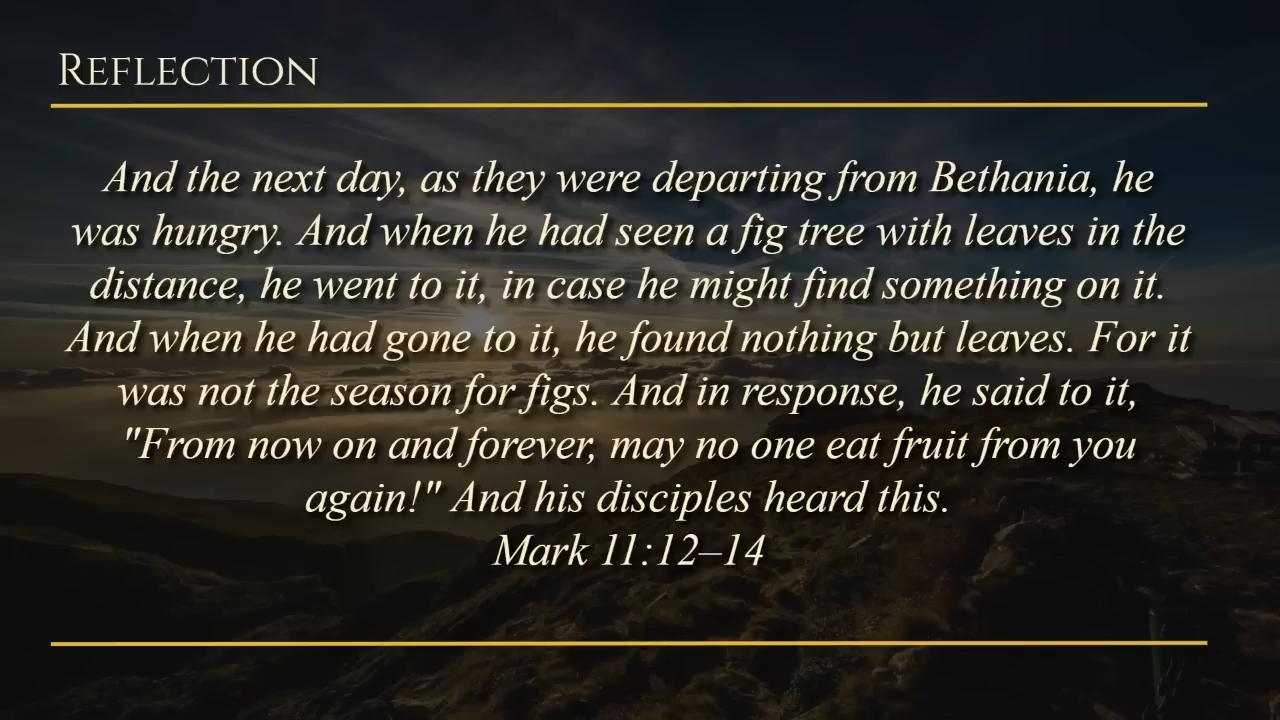 Reflection
And the next day, as they were departing from Bethania, he
was hungry. And when he had seen a fig tree with leaves in the
distance, he went to it, in case he might find something on it.
And when he had gone to it, he found nothing but leaves. For it
was not the season for figs. And in response, he said to it,
"From now on and forever, may no one eat fruit from you
again!" And his disciples heard this.
Mark 11:12–14